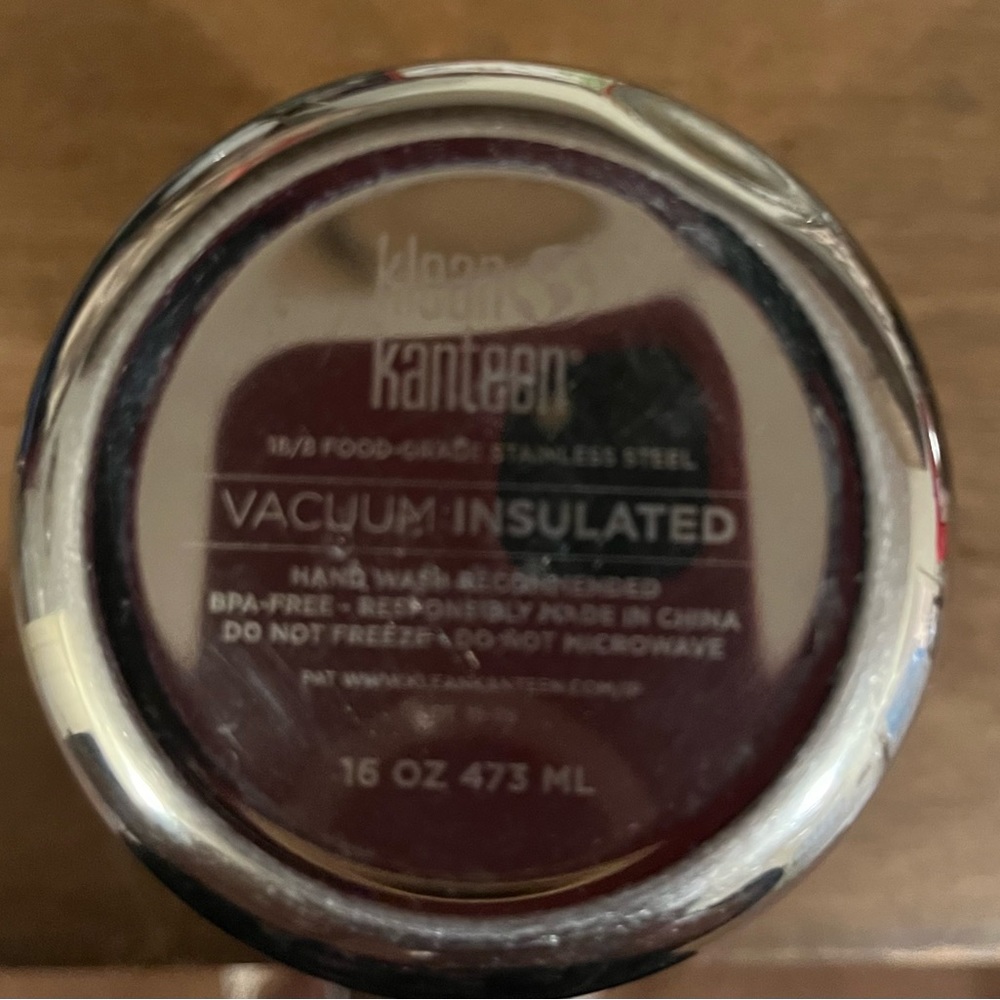 klean
kanteen
18/8 FOOD-GRADE STAINLESS STEEL
VACUUM INSULATED
HAND WASH RECOMMENDED
BPA-FREE • RESPONSIBLY MADE IN CHINA
DO NOT FREEZE • DO NOT MICROWAVE
PAT WWW.KLEANKANTEEN.COM/IP
16 OZ 473 ML